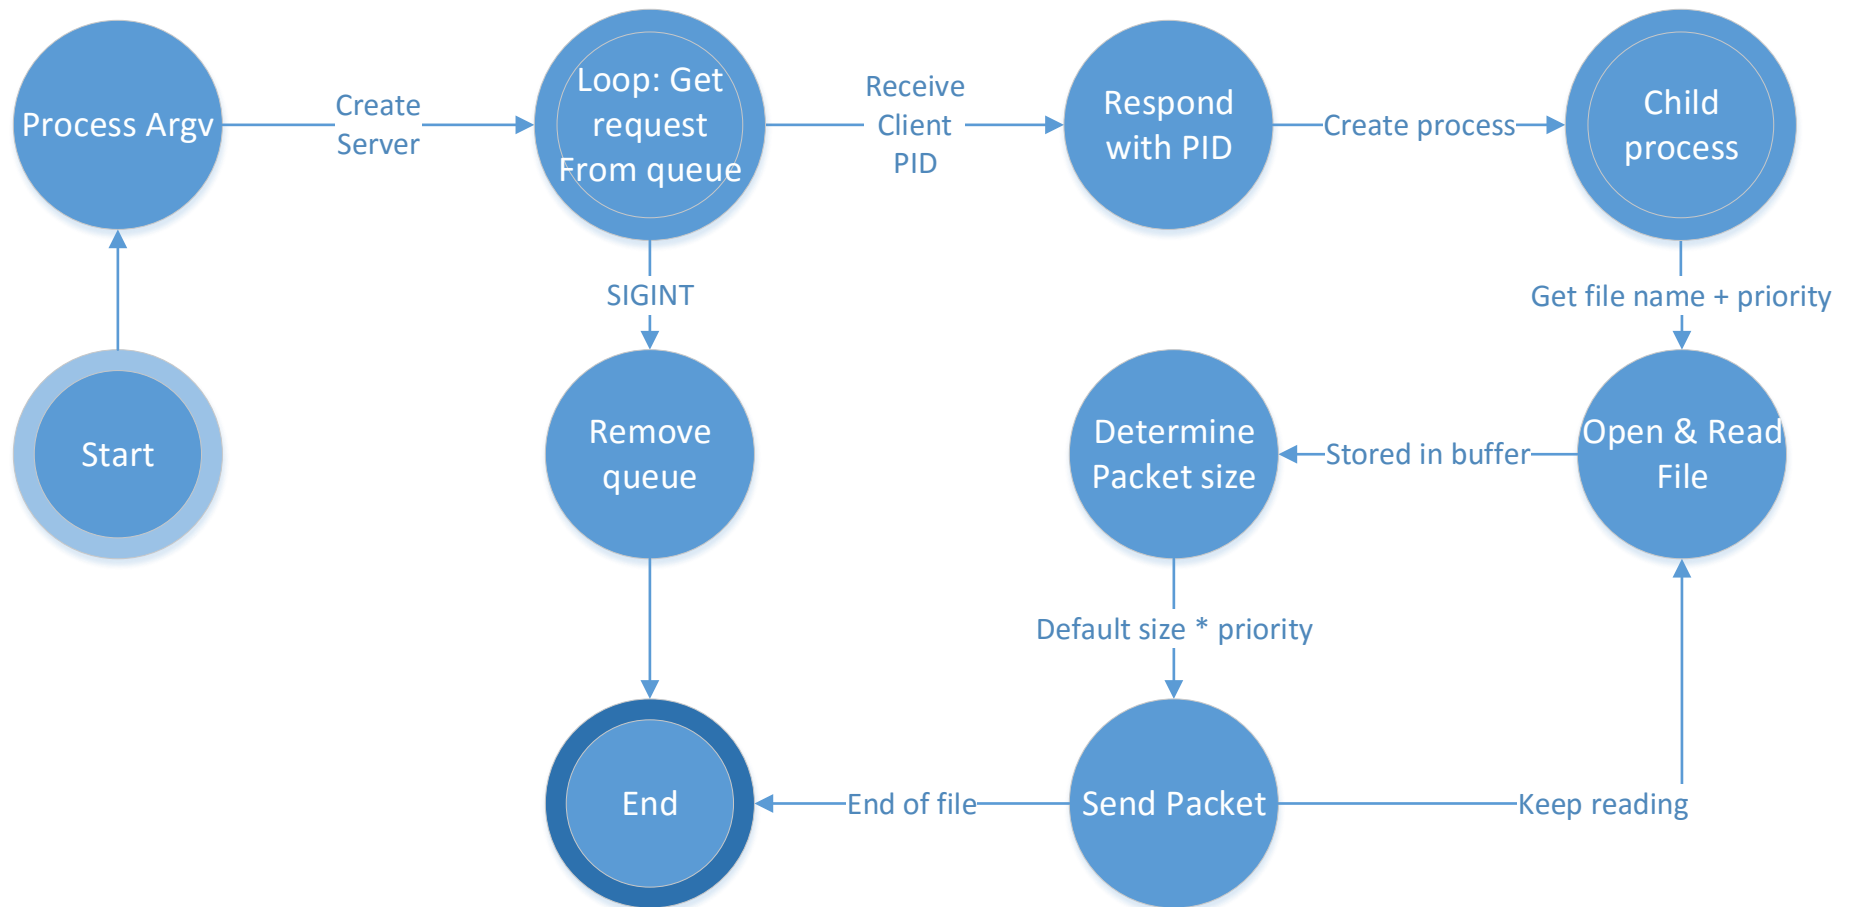 Process Argv
Create
Server
Loop: Get
request
From queue
Receive
Client
PID
Respond
with PID
Create process
Child
process
SIGINT
Get file name + priority
Start
Remove
queue
Determine
Packet size
Stored in buffer
Open & Read
File
Default size * priority
End
End of file
Send Packet
Keep reading